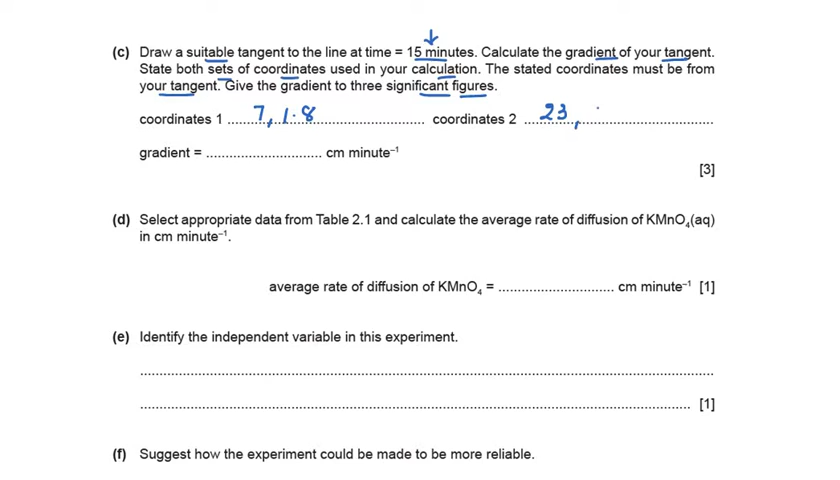 (c) Draw a suitable tangent to the line at time = 15 minutes. Calculate the gradient of your tangent.
State both sets of coordinates used in your calculation. The stated coordinates must be from
your tangent. Give the gradient to three significant figures.
coordinates 1 ......7, 1.8...... coordinates 2 ......23, ......
gradient = .............................. cm minute⁻¹
[3]
(d) Select appropriate data from Table 2.1 and calculate the average rate of diffusion of KMnO₄(aq)
in cm minute⁻¹.
average rate of diffusion of KMnO₄ = .............................. cm minute⁻¹ [1]
(e) Identify the independent variable in this experiment.
..............................................................................................................
.............................................................................................................. [1]
(f) Suggest how the experiment could be made to be more reliable.